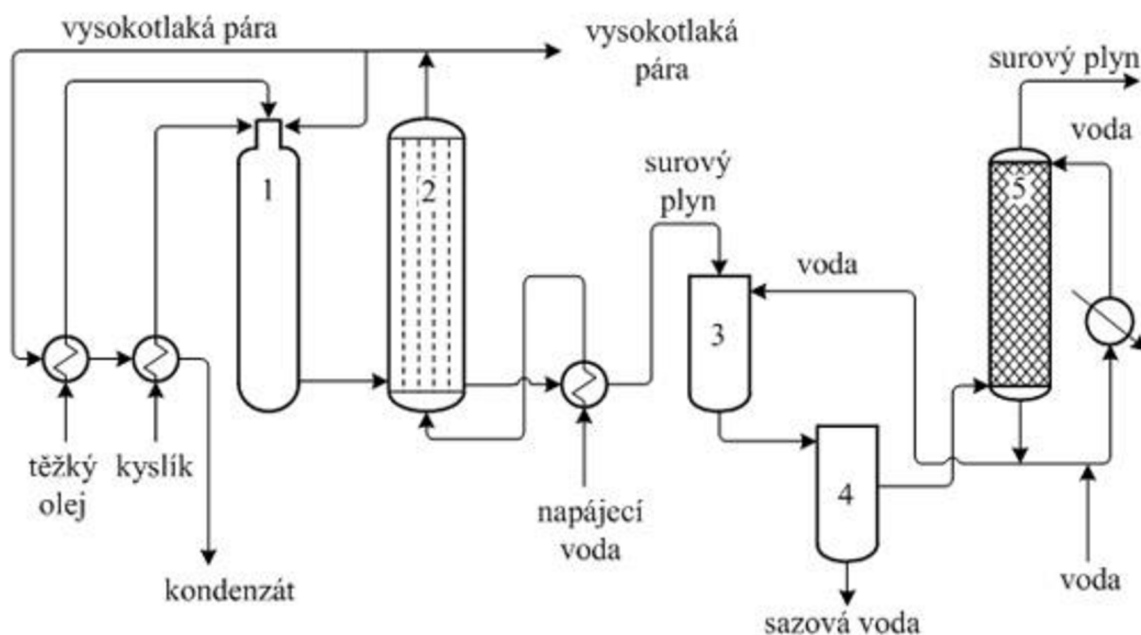 vysokotlaká pára
vysokotlaká
pára
surový plyn
voda
1
2
surový
plyn
5
voda
3
těžký
olej
kyslík
napájecí
voda
4
kondenzát
sazová voda
voda